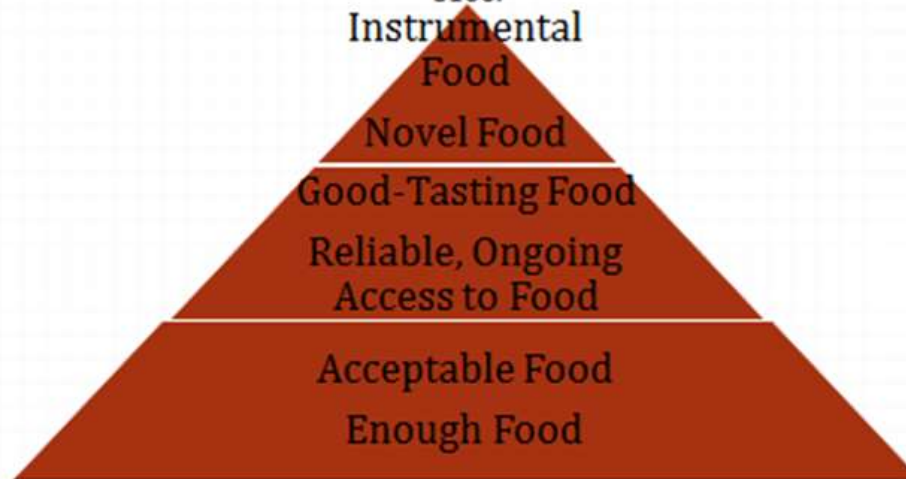 Instrumental
Food
Novel Food
Good-Tasting Food
Reliable, Ongoing
Access to Food
Acceptable Food
Enough Food